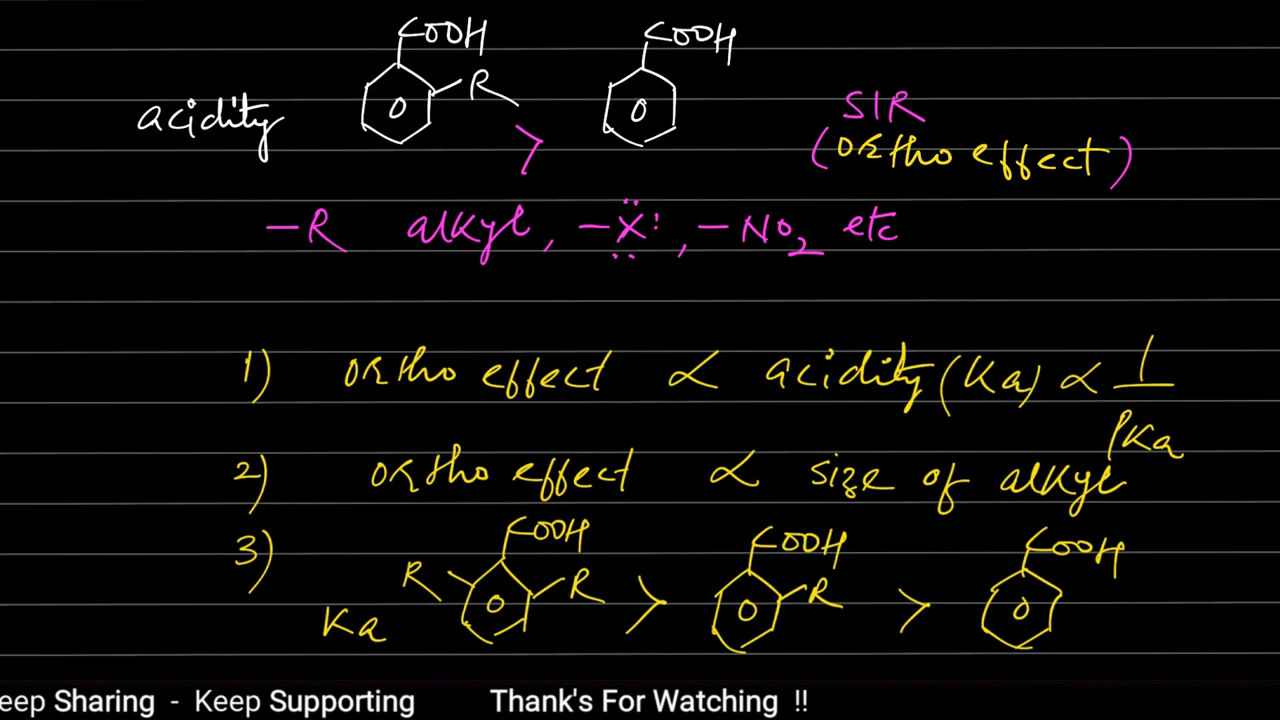 COOH COOH
acidity R > SIR
(ortho effect)
-R alkyl, -Ẍ:, -NO₂ etc
1) ortho effect ∝ acidity (Ka) ∝ 1/pKa
2) ortho effect ∝ size of alkyl
3) COOH COOH COOH
Ka R R > R >
eep Sharing - Keep Supporting Thank's For Watching !!